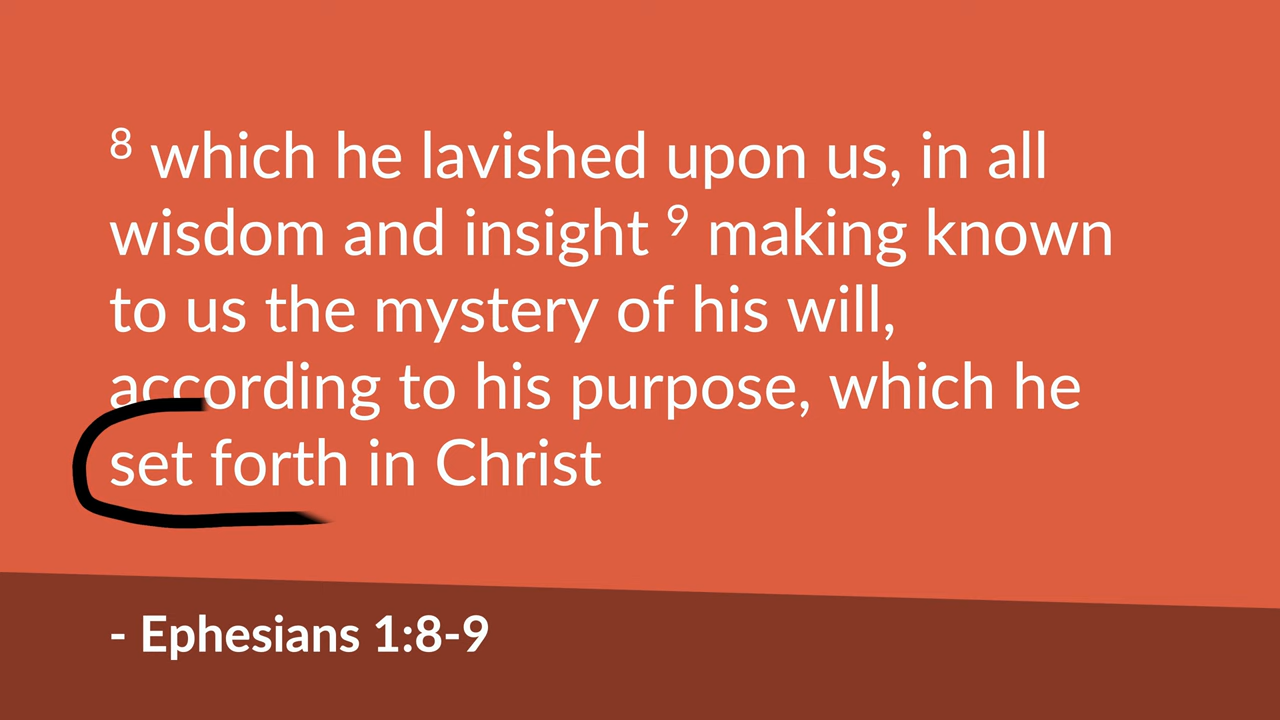 8 which he lavished upon us, in all
wisdom and insight 9 making known
to us the mystery of his will,
according to his purpose, which he
set forth in Christ
- Ephesians 1:8-9